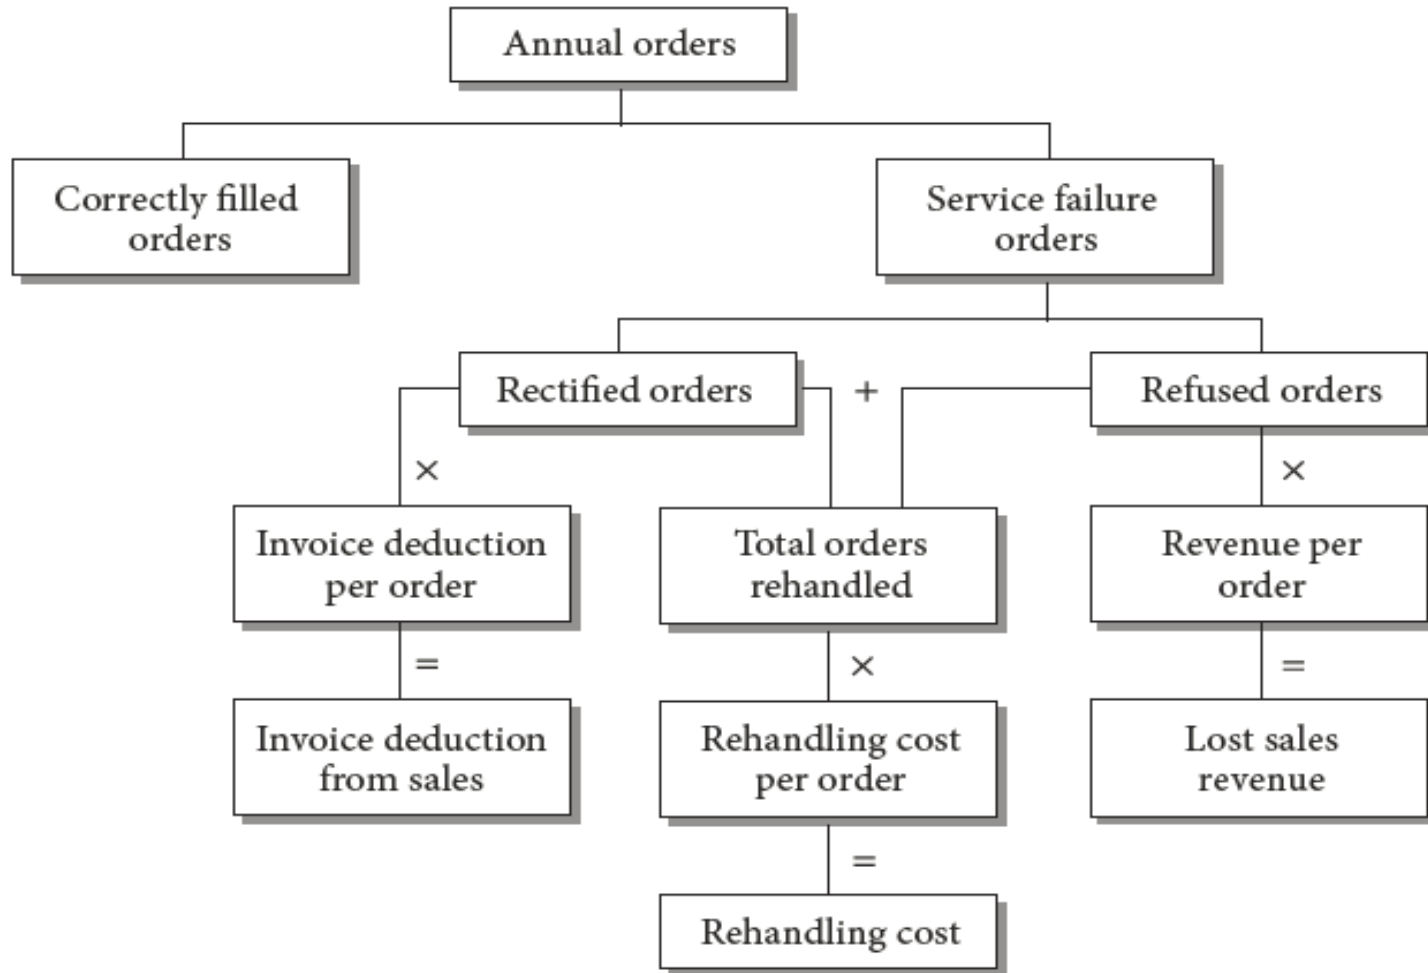 Annual orders
Correctly filled
orders
Service failure
orders
Rectified orders
+
Refused orders
×
×
Invoice deduction
per order
Total orders
rehandled
Revenue per
order
=
×
=
Invoice deduction
from sales
Rehandling cost
per order
Lost sales
revenue
=
Rehandling cost